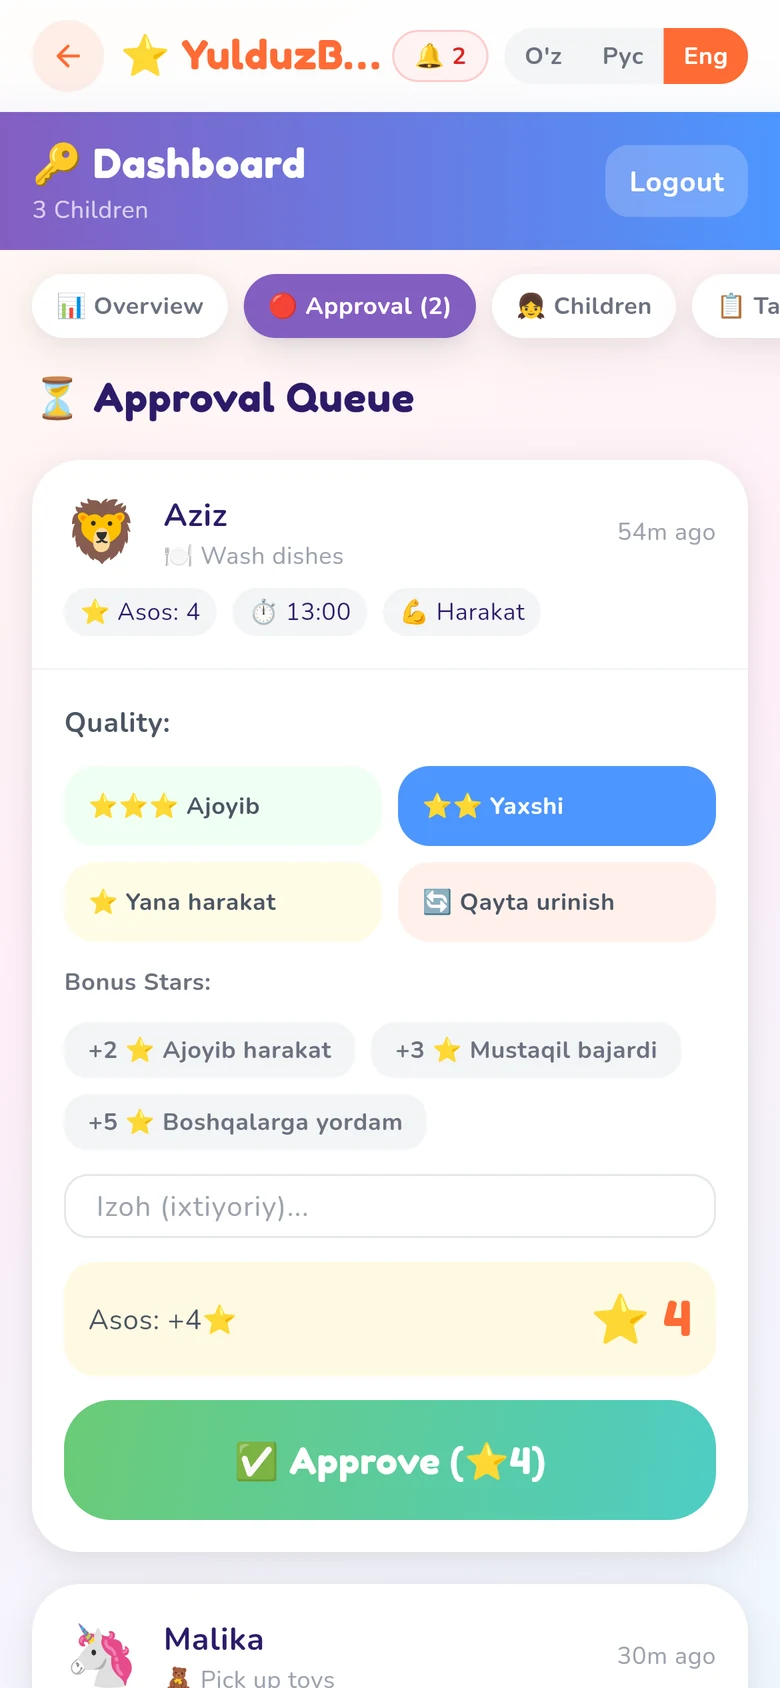 YulduzB... 2 O'z Рус Eng
Dashboard
3 Children
Logout
Overview Approval (2) Children Ta
Approval Queue
Aziz
Wash dishes
54m ago
Asos: 4 13:00 Harakat
Quality:
Ajoyib Yaxshi
Yana harakat Qayta urinish
Bonus Stars:
+2 Ajoyib harakat +3 Mustaqil bajardi
+5 Boshqalarga yordam
Izoh (ixtiyoriy)...
Asos: +4 4
Approve (4)
Malika
30m ago
Pick up toys